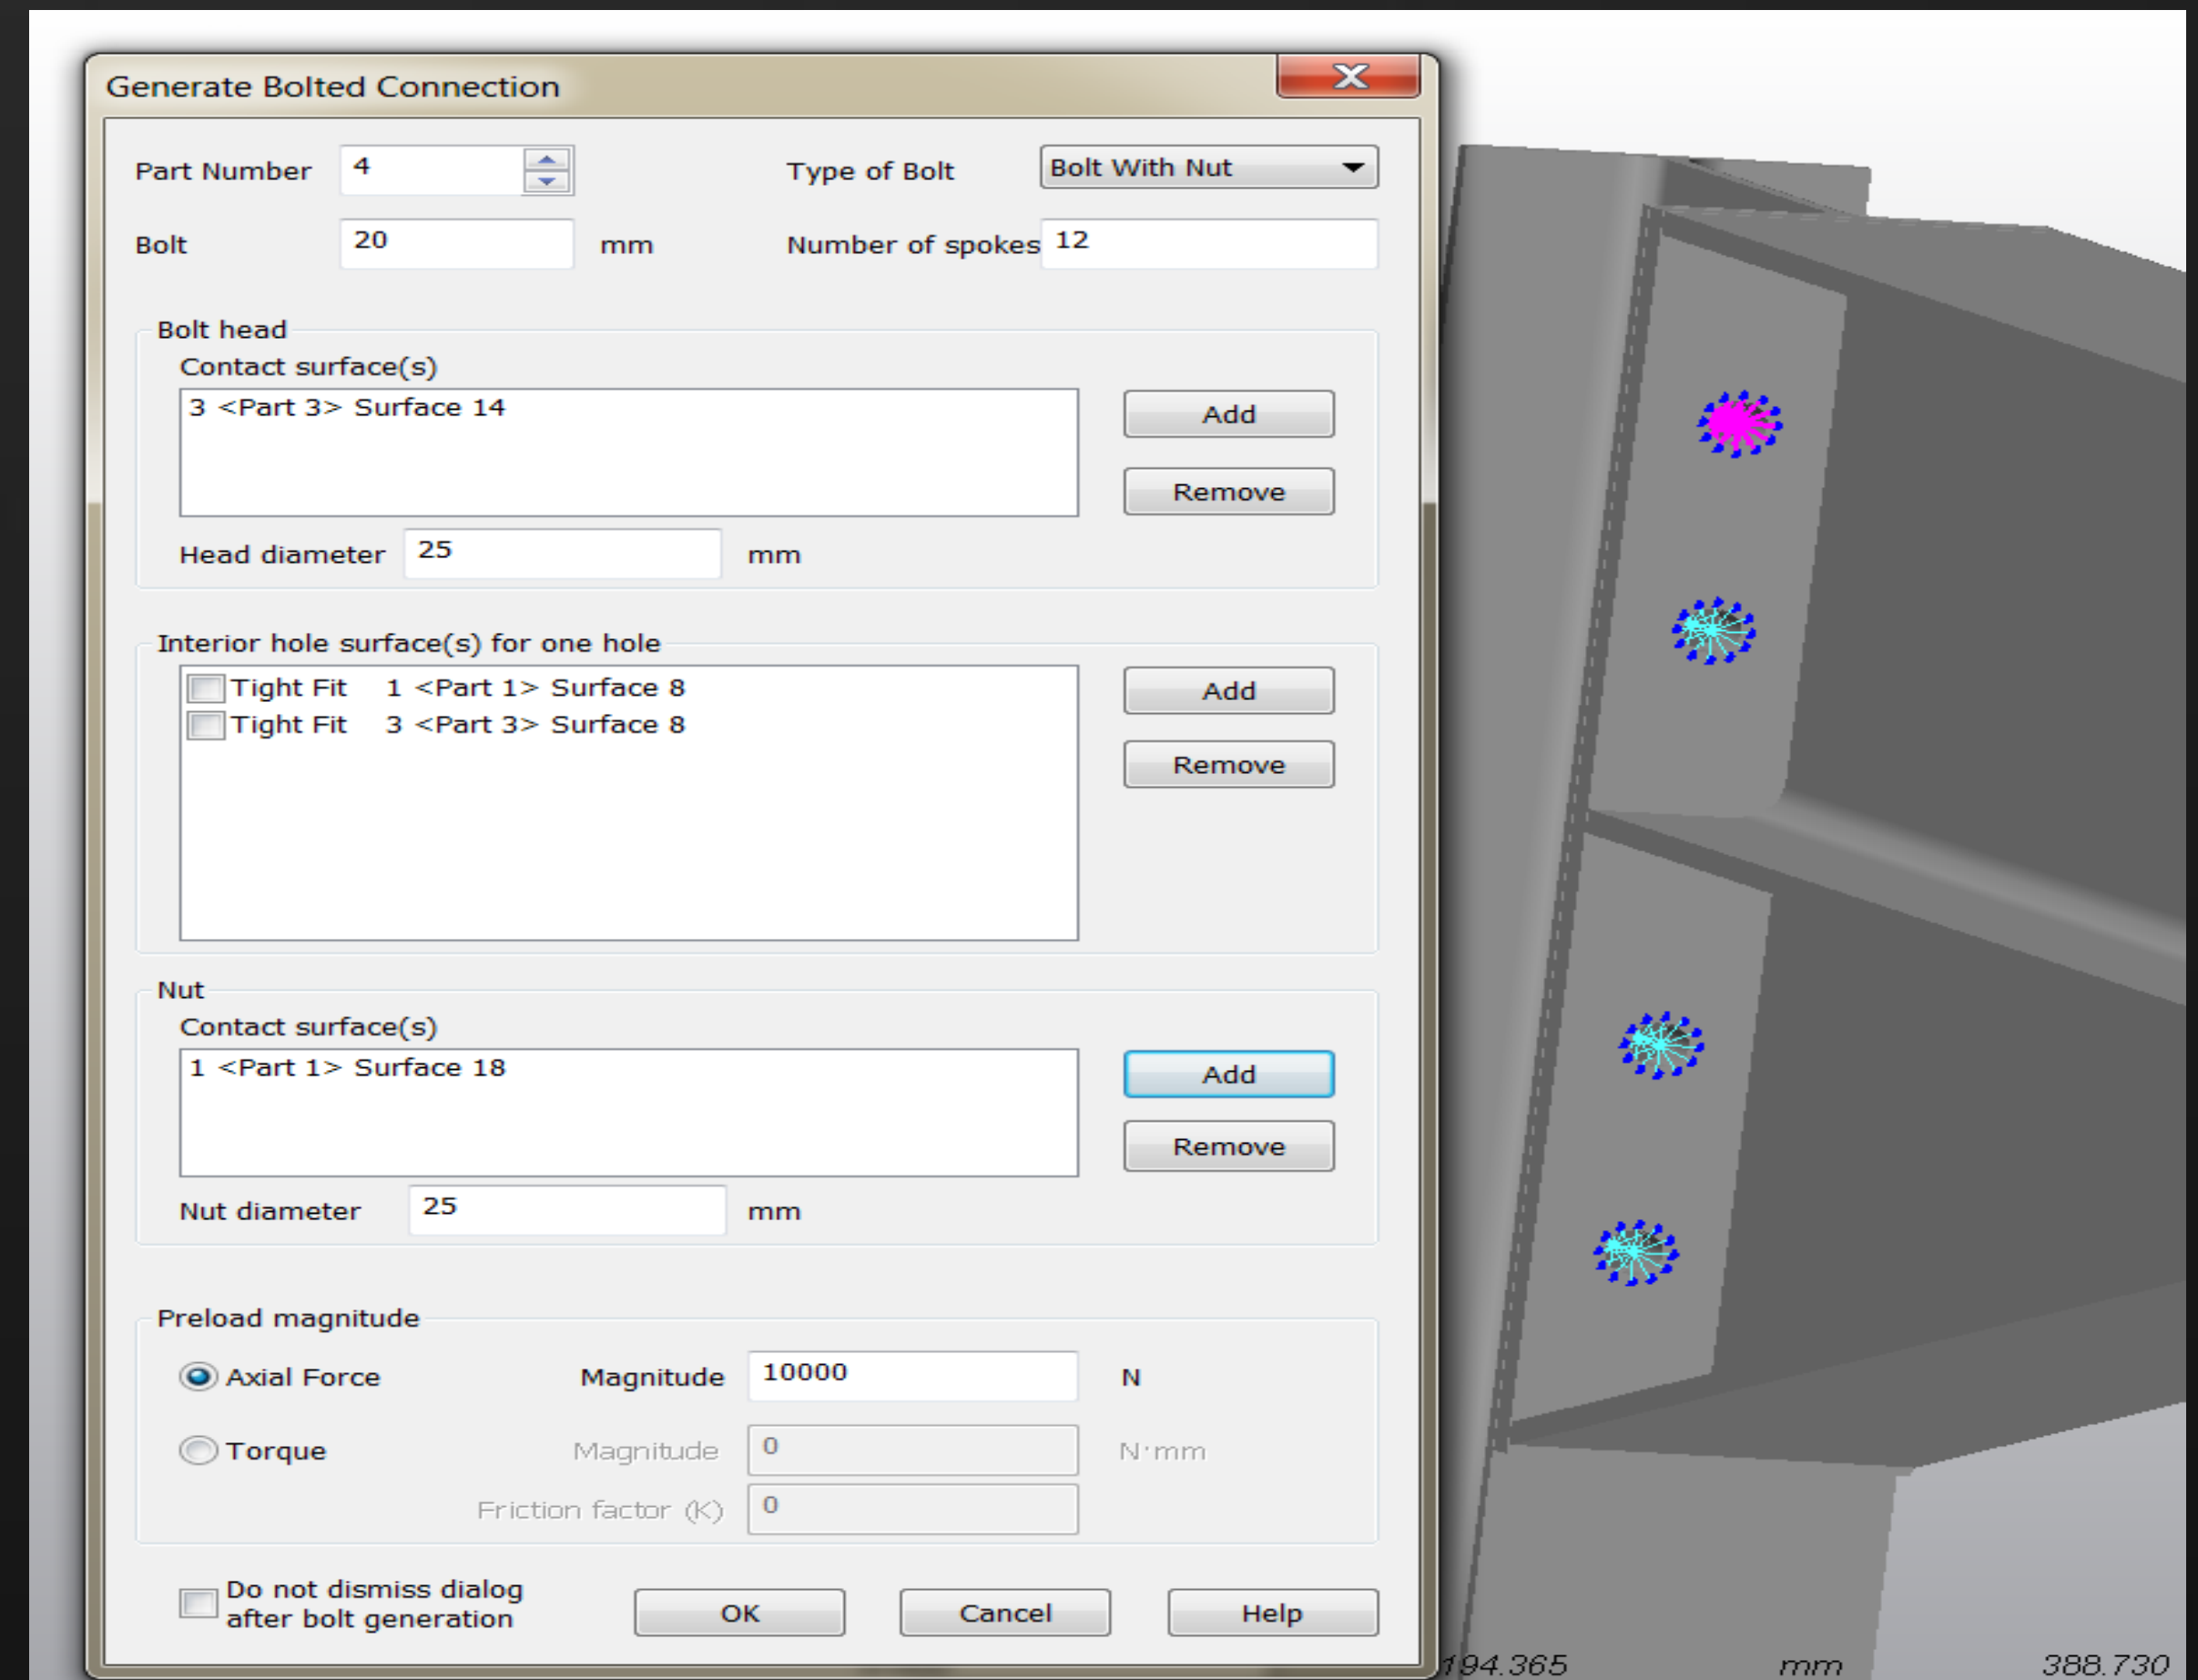 Generate Bolted Connection
Part Number 4 Type of Bolt Bolt With Nut
Bolt 20 mm Number of spokes 12
Bolt head
Contact surface(s)
3 <Part 3> Surface 14
Add
Remove
Head diameter 25 mm
Interior hole surface(s) for one hole
Tight Fit 1 <Part 1> Surface 8
Tight Fit 3 <Part 3> Surface 8
Add
Remove
Nut
Contact surface(s)
1 <Part 1> Surface 18
Add
Remove
Nut diameter 25 mm
Preload magnitude
Axial Force Magnitude 10000 N
Torque Magnitude 0 N·mm
Friction factor (K) 0
Do not dismiss dialog
after bolt generation
OK Cancel Help
194.365 mm 388.730